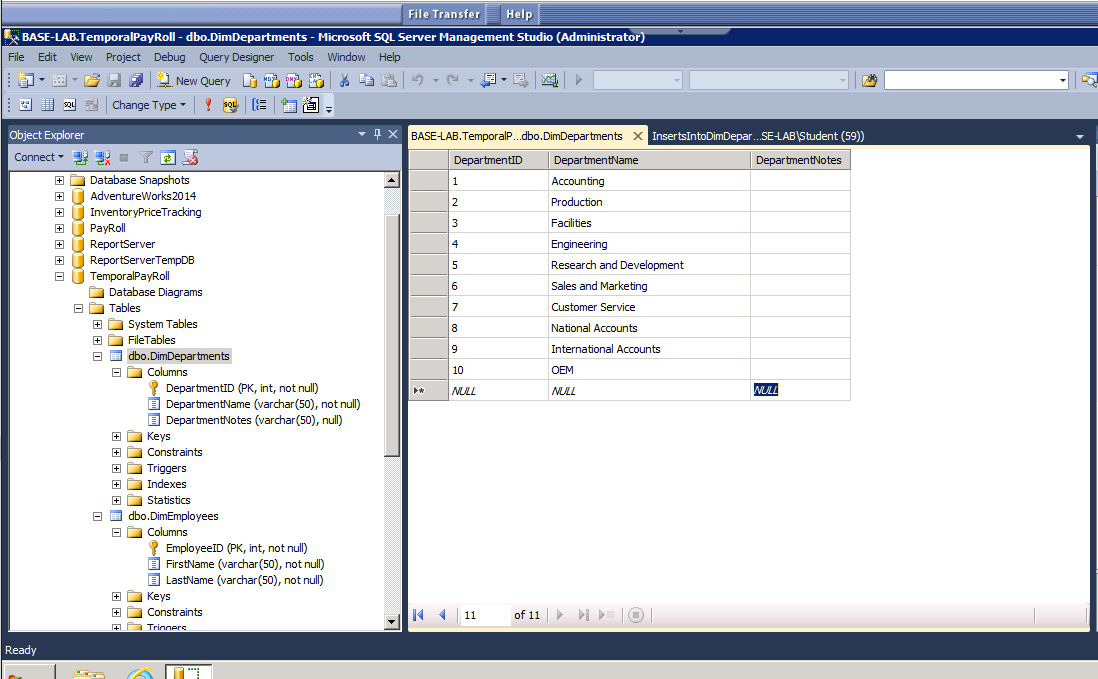 File Transfer Help
BASE-LAB.TemporalPayRoll - dbo.DimDepartments - Microsoft SQL Server Management Studio (Administrator)
File Edit View Project Debug Query Designer Tools Window Help
New Query
Change Type
Object Explorer
Connect
Database Snapshots
AdventureWorks2014
InventoryPriceTracking
PayRoll
ReportServer
ReportServerTempDB
TemporalPayRoll
Database Diagrams
Tables
System Tables
FileTables
dbo.DimDepartments
Columns
DepartmentID (PK, int, not null)
DepartmentName (varchar(50), not null)
DepartmentNotes (varchar(50), null)
Keys
Constraints
Triggers
Indexes
Statistics
dbo.DimEmployees
Columns
EmployeeID (PK, int, not null)
FirstName (varchar(50), not null)
LastName (varchar(50), not null)
Keys
Constraints
Triggers
BASE-LAB.TemporalP...dbo.DimDepartments InsertsIntoDimDepar...SE-LAB\Student (59))
DepartmentID DepartmentName DepartmentNotes
1 Accounting
2 Production
3 Facilities
4 Engineering
5 Research and Development
6 Sales and Marketing
7 Customer Service
8 National Accounts
9 International Accounts
10 OEM
NULL NULL NULL
11 of 11
Ready